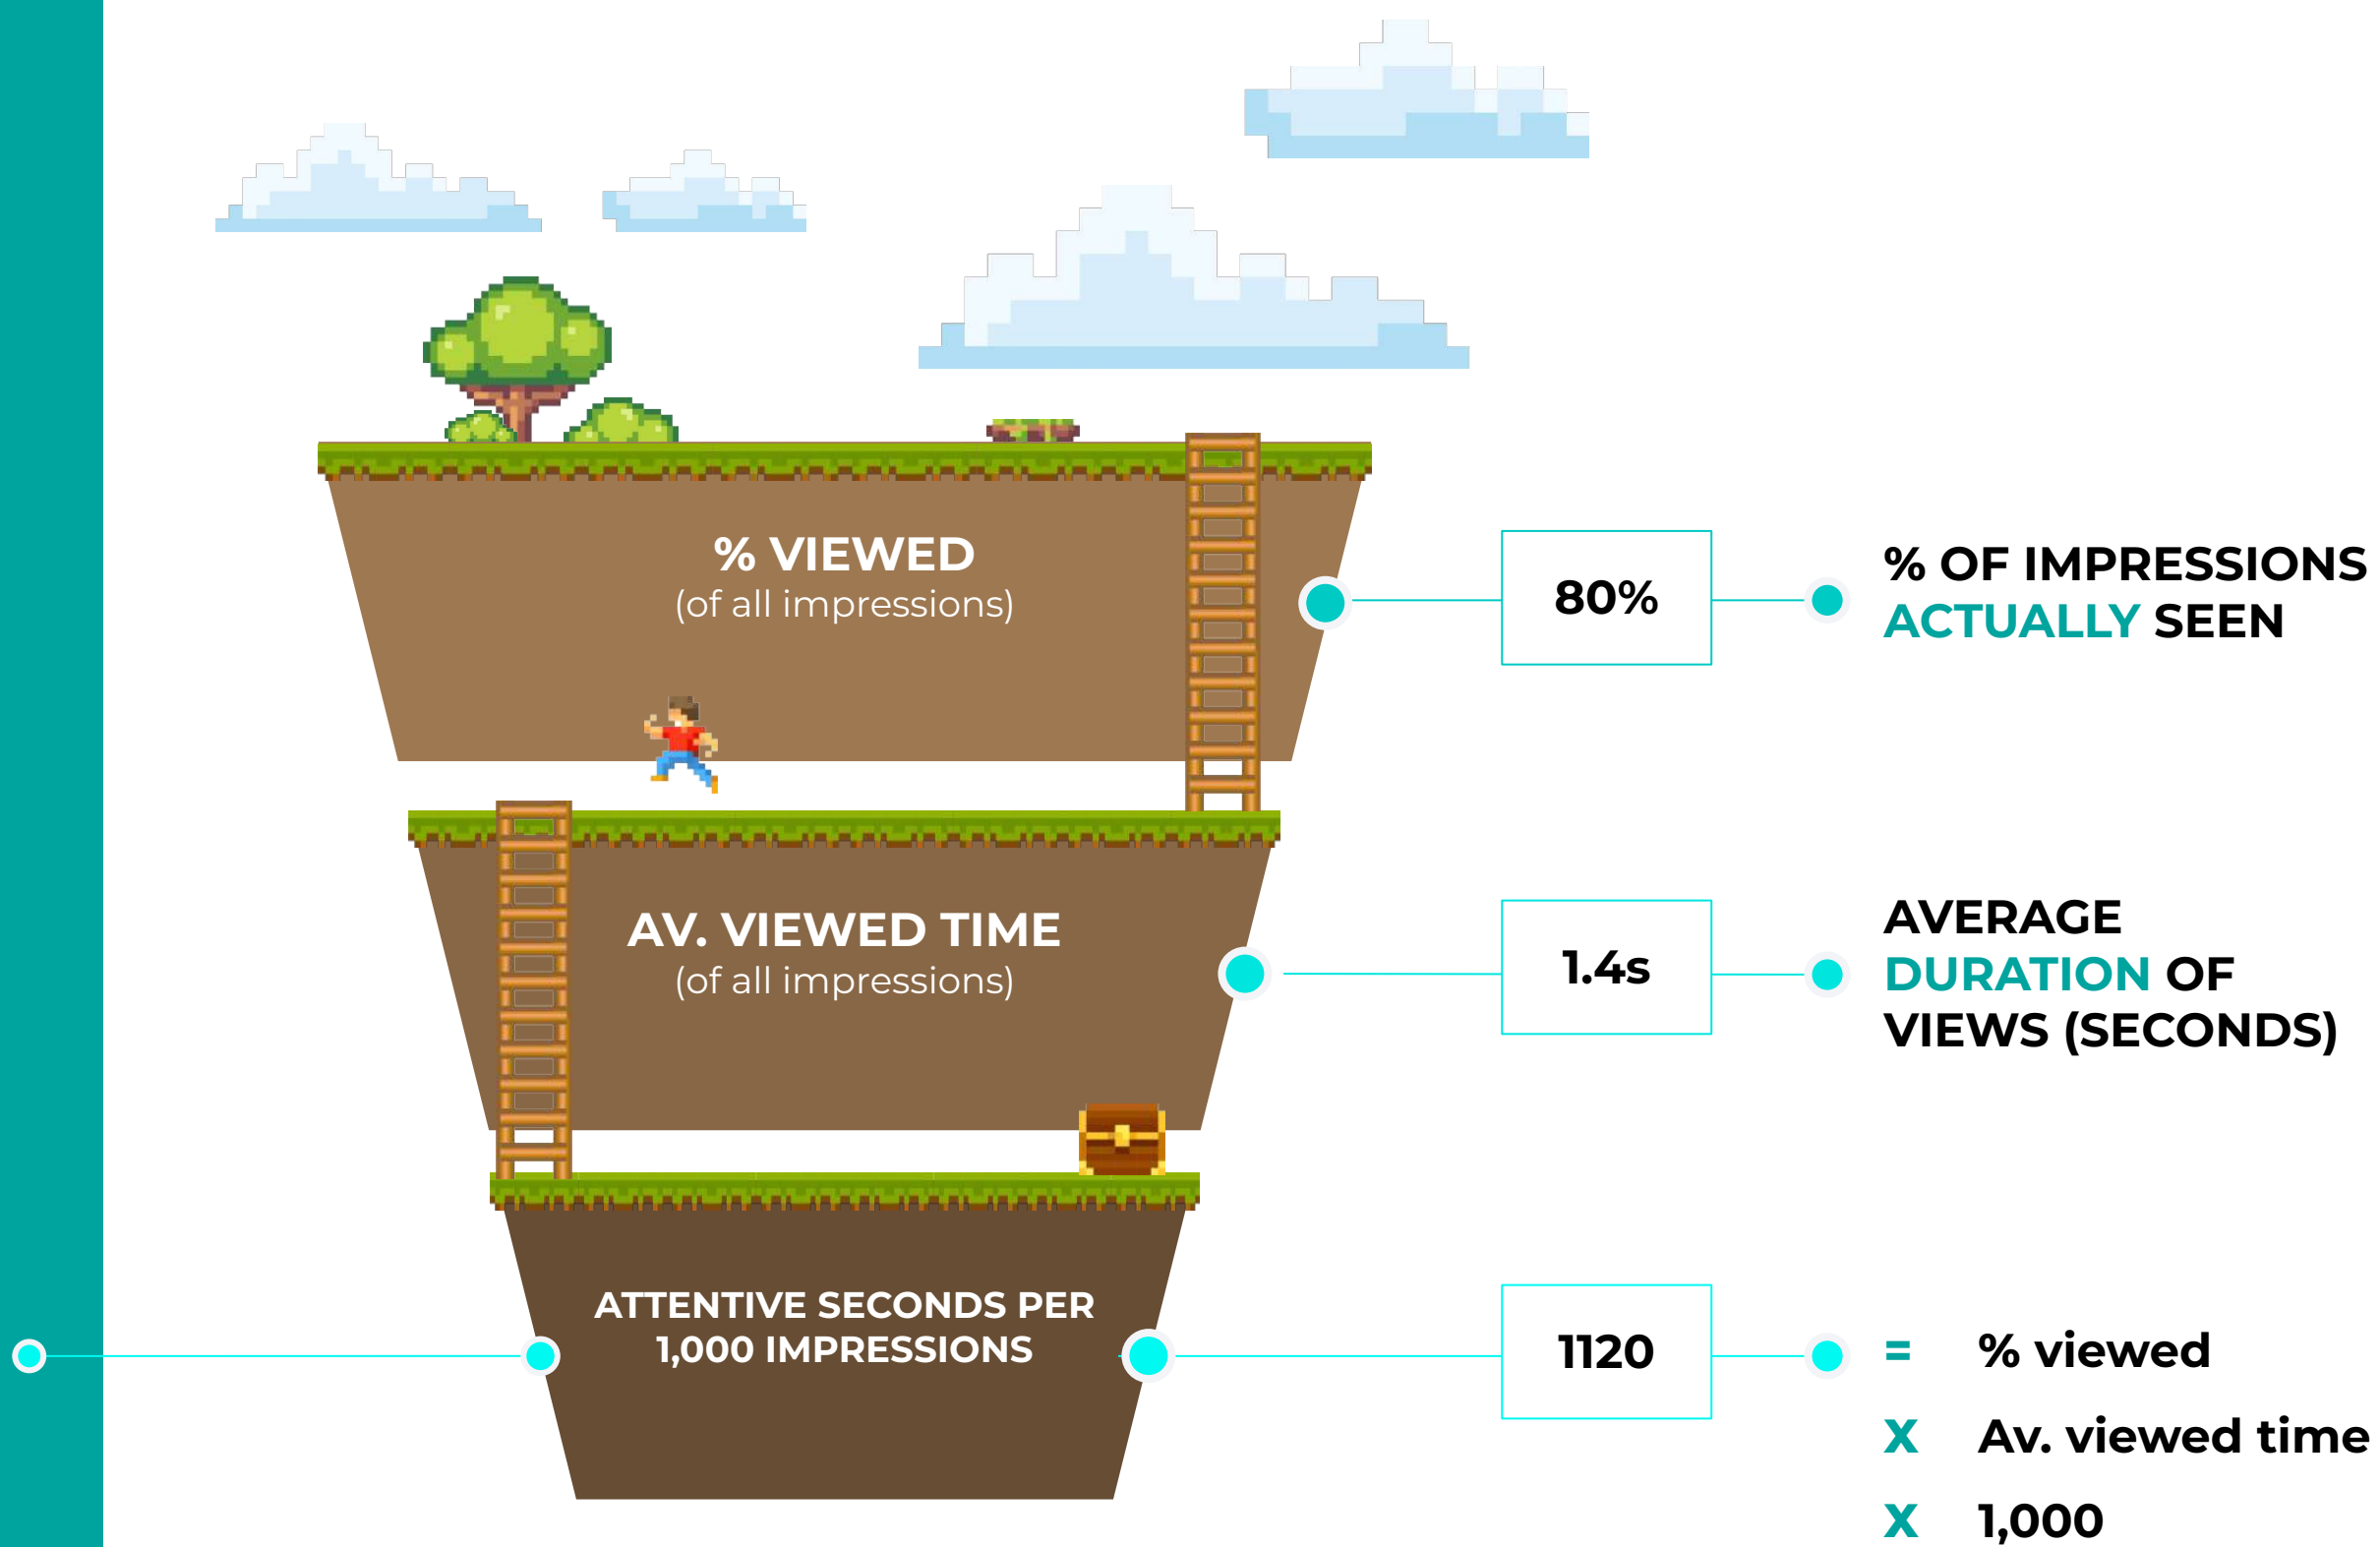 % VIEWED
(of all impressions)
80%
% OF IMPRESSIONS
ACTUALLY SEEN
AV. VIEWED TIME
(of all impressions)
1.4s
AVERAGE
DURATION OF
VIEWS (SECONDS)
ATTENTIVE SECONDS PER
1,000 IMPRESSIONS
1120
= % viewed
x Av. viewed time
x 1,000